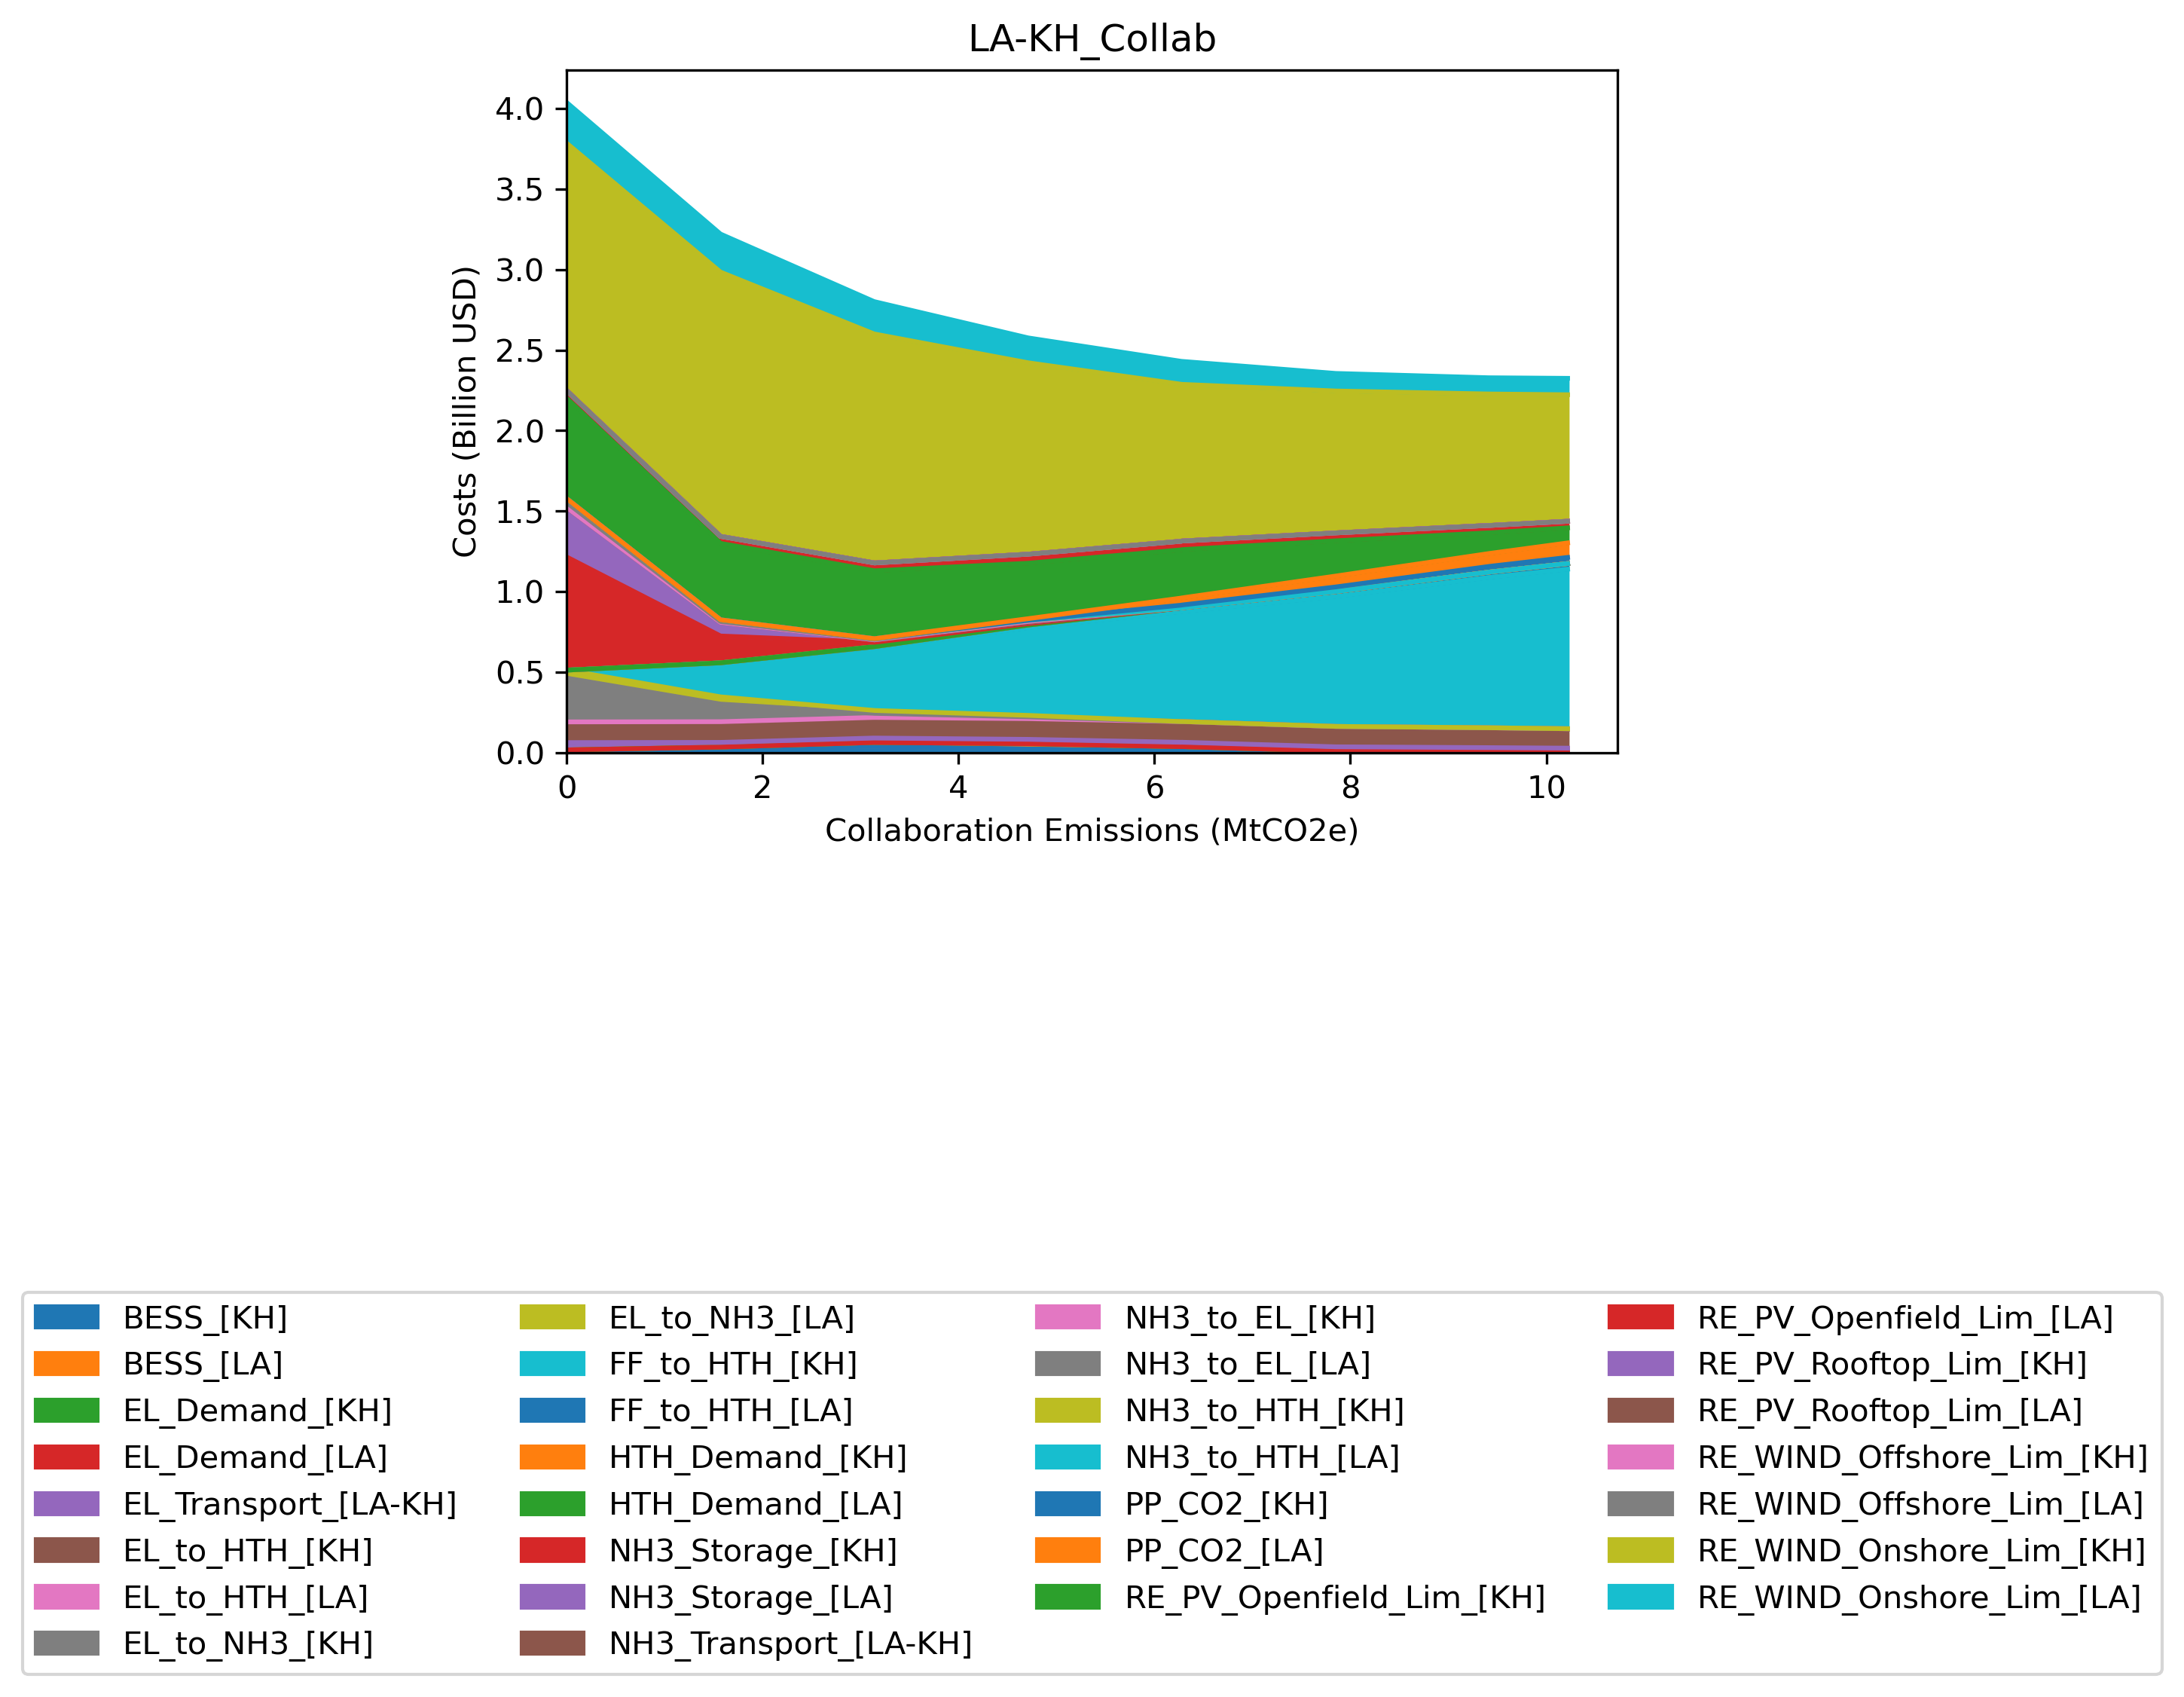 LA-KH_Collab
Costs (Billion USD)
4.0
3.5
3.0
2.5
2.0
1.5
1.0
0.5
0.0
0 2 4 6 8 10
Collaboration Emissions (MtCO2e)
BESS_[KH]
BESS_[LA]
EL_Demand_[KH]
EL_Demand_[LA]
EL_Transport_[LA-KH]
EL_to_HTH_[KH]
EL_to_HTH_[LA]
EL_to_NH3_[KH]
EL_to_NH3_[LA]
FF_to_HTH_[KH]
FF_to_HTH_[LA]
HTH_Demand_[KH]
HTH_Demand_[LA]
NH3_Storage_[KH]
NH3_Storage_[LA]
NH3_Transport_[LA-KH]
NH3_to_EL_[KH]
NH3_to_EL_[LA]
NH3_to_HTH_[KH]
NH3_to_HTH_[LA]
PP_CO2_[KH]
PP_CO2_[LA]
RE_PV_Openfield_Lim_[KH]
RE_PV_Openfield_Lim_[LA]
RE_PV_Rooftop_Lim_[KH]
RE_PV_Rooftop_Lim_[LA]
RE_WIND_Offshore_Lim_[KH]
RE_WIND_Offshore_Lim_[LA]
RE_WIND_Onshore_Lim_[KH]
RE_WIND_Onshore_Lim_[LA]